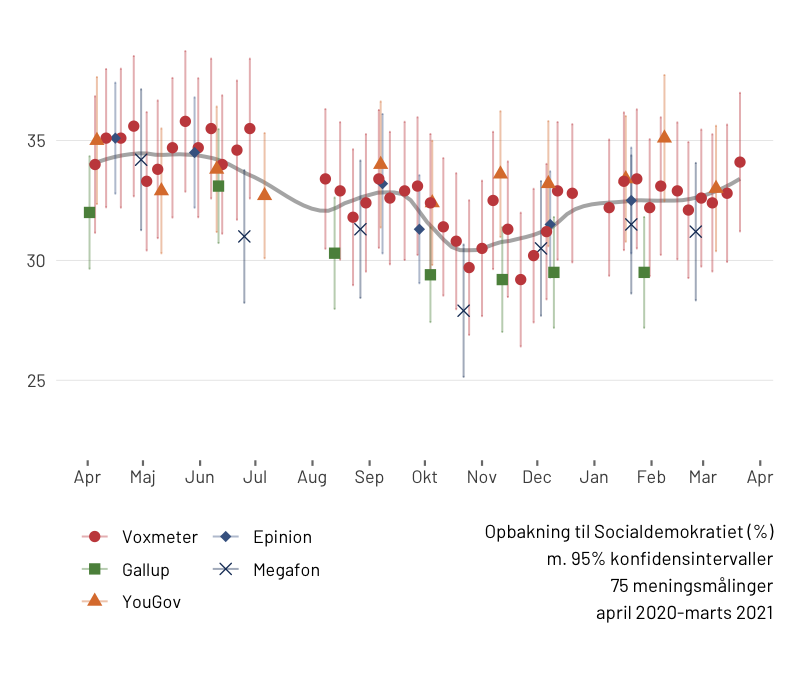 35
30
25
Apr Maj Jun Jul Aug Sep Okt Nov Dec Jan Feb Mar Apr
Voxmeter Epinion
Gallup Megafon
YouGov
Opbakning til Socialdemokratiet (%)
m. 95% konfidensintervaller
75 meningsmålinger
april 2020-marts 2021